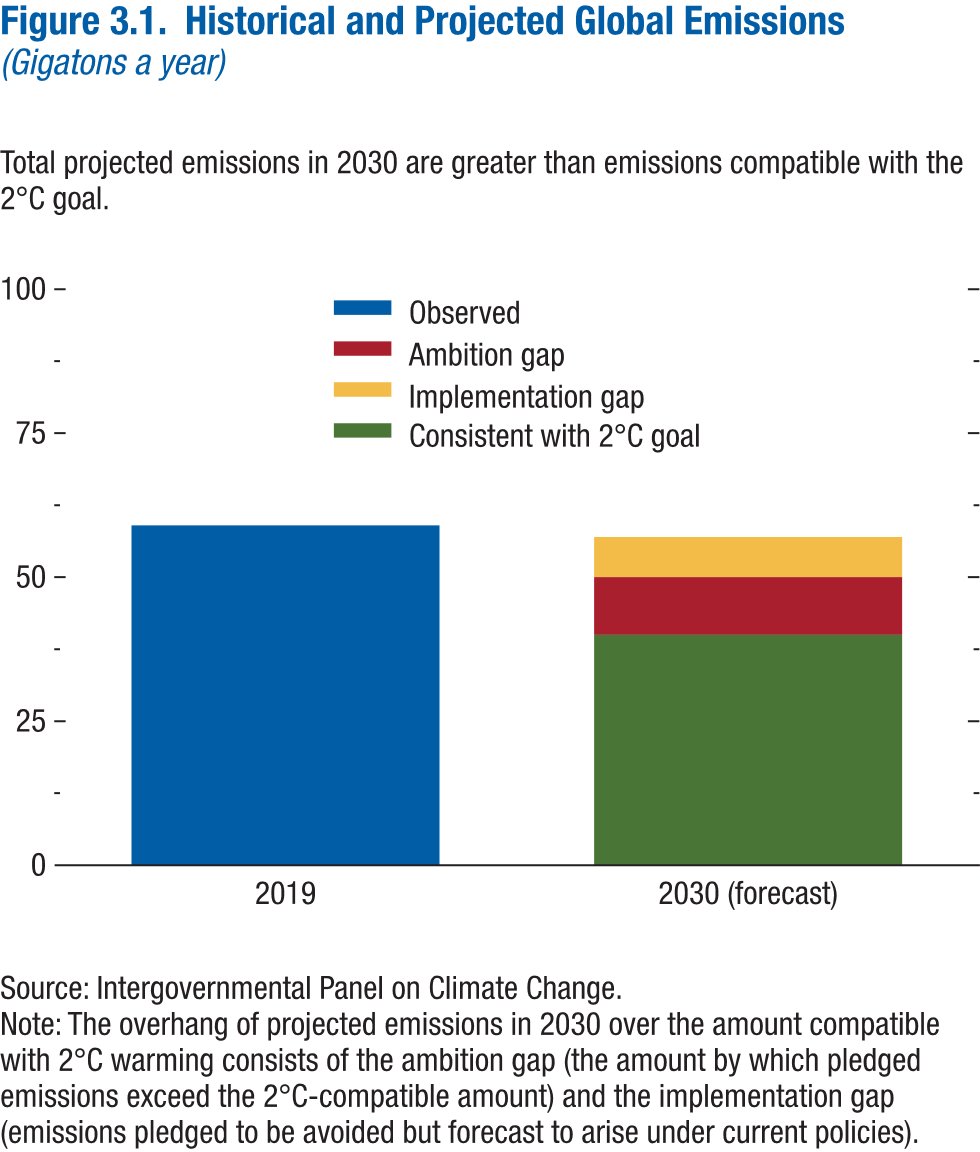 Figure 3.1. Historical and Projected Global Emissions
(Gigatons a year)
Total projected emissions in 2030 are greater than emissions compatible with the
2°C goal.
100
Observed
Ambition gap
Implementation gap
75
Consistent with 2°C goal
50
25
0
2019
2030 (forecast)
Source: Intergovernmental Panel on Climate Change.
Note: The overhang of projected emissions in 2030 over the amount compatible
with 2°C warming consists of the ambition gap (the amount by which pledged
emissions exceed the 2°C-compatible amount) and the implementation gap
(emissions pledged to be avoided but forecast to arise under current policies).